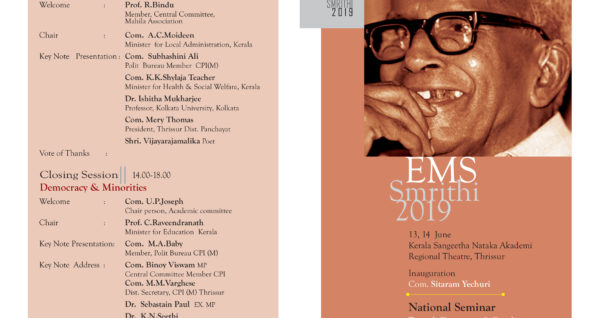 Welcome : Prof. R.Bindu
Member, Central Committee,
Mahila Association
Chair : Com. A.C.Moideen
Minister for Local Administration, Kerala
Key Note Presentation: : Com. Subhashini Ali
Polit Bureau Member CPI(M)
Com. K.K.Shylaja Teacher
Minister for Health & Social Welfare, Kerala
Dr. Ishitha Mukharjee
Professor, Kolkata University, Kolkata
Com. Mery Thomas
President, Thrissur Dist. Panchayat
Shri. Vijayarajamalika Poet
Vote of Thanks :
Closing Session 14.00-18.00
Democracy & Minorities
Welcome : Com. U.P.Joseph
Chair person, Academic committee
Chair : Prof. C.Raveendranath
Minister for Education Kerala
Key Note Presentation: Com. M.A.Baby
Member, Polit Bureau CPI (M)
Key Note Address : Com. Binoy Viswam MP
Central Committee Member CPI
Com. M.M.Varghese
Dist. Secretary, CPI (M) Thrissur
Dr. Sebastain Paul EX. MP
Dr. K.N.Seethi
SMRITHI
2019
EMS
Smrithi
2019
13, 14 June
Kerala Sangeetha Nataka Akademi
Regional Theatre, Thrissur
Inauguration
Com. Sitaram Yechuri
National Seminar